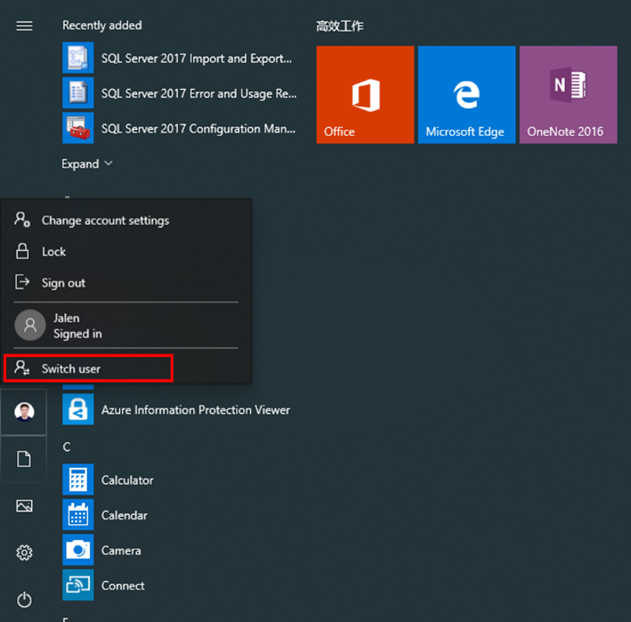 Recently added
高效工作
SQL Server 2017 Import and Export...
SQL Server 2017 Error and Usage Re...
SQL Server 2017 Configuration Man...
Office
Microsoft Edge
OneNote 2016
Expand
Change account settings
Lock
Sign out
Jalen
Signed in
Switch user
Azure Information Protection Viewer
C
Calculator
Calendar
Camera
Connect